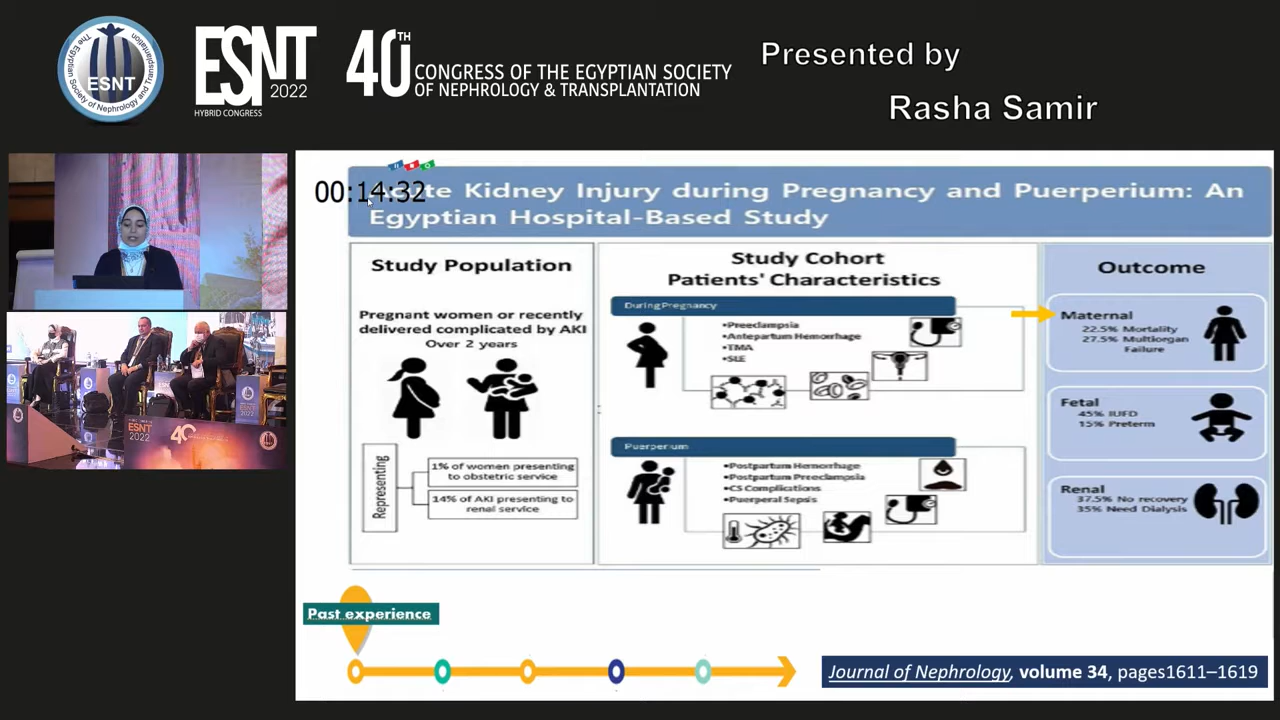 The Egyptian Society of Nephrology and Transplantation
ESNT
ESNT
2022
HYBRID CONGRESS
40TH
CONGRESS OF THE EGYPTIAN SOCIETY
OF NEPHROLOGY & TRANSPLANTATION
Presented by
Rasha Samir
00:14:32
Kidney Injury during Pregnancy and Puerperium: An
Egyptian Hospital-Based Study
Study Population
Pregnant women or recently
delivered complicated by AKI
Over 2 years
Representing
1% of women presenting
to obstetric service
14% of AKI presenting to
renal service
Study Cohort
Patients' Characteristics
During Pregnancy
•Preeclampsia
•Antepartum Hemorrhage
•TMA
•SLE
Puerperium
•Postpartum Hemorrhage
•Postpartum Preeclampsia
•CS Complications
•Puerperal Sepsis
Outcome
Maternal
22.5% Mortality
27.5% Multiorgan
Failure
Fetal
45% IUFD
15% Preterm
Renal
37.5% No recovery
35% Need Dialysis
ESNT
2022
40
ESNT
2022
Past experience
Journal of Nephrology, volume 34, pages1611–1619